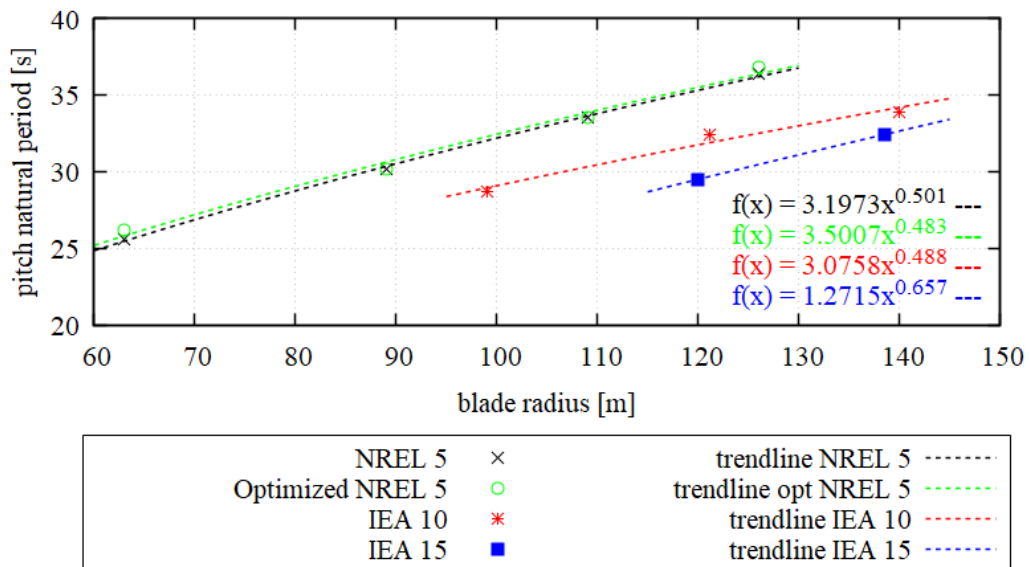 40
35
30
25
20
pitch natural period [s]
f(x) = 3.1973x^0.501 ---
f(x) = 3.5007x^0.483 ---
f(x) = 3.0758x^0.488 ---
f(x) = 1.2715x^0.657 ---
60 70 80 90 100 110 120 130 140 150
blade radius [m]
NREL 5 trendline NREL 5
Optimized NREL 5 trendline opt NREL 5
IEA 10 trendline IEA 10
IEA 15 trendline IEA 15